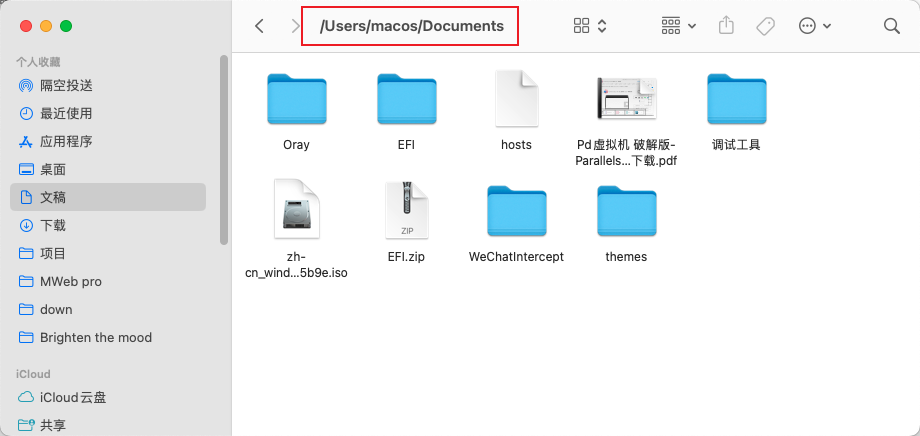 /Users/macos/Documents
个人收藏
隔空投送
最近使用
应用程序
桌面
文稿
下载
项目
MWeb pro
down
Brighten the mood
iCloud
iCloud云盘
共享
Oray
EFI
hosts
Pd虚拟机 破解版-
Parallels...下载.pdf
调试工具
zh-
cn_wind...5b9e.iso
ZIP
EFI.zip
WeChatIntercept
themes